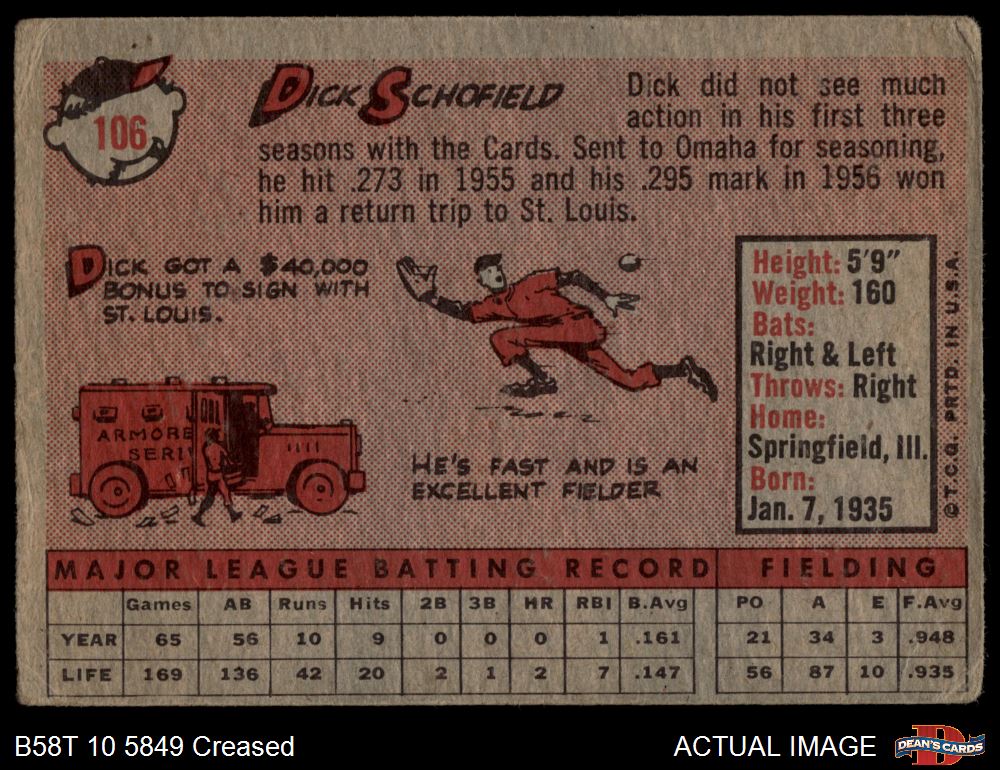 106
DICK SCHOFIELD
Dick did not see much
action in his first three
seasons with the Cards. Sent to Omaha for seasoning,
he hit .273 in 1955 and his .295 mark in 1956 won
him a return trip to St. Louis.
DICK GOT A $40,000
BONUS TO SIGN WITH
ST. LOUIS.
ARMORE
SERV
HE'S FAST AND IS AN
EXCELLENT FIELDER
Height: 5'9"
Weight: 160
Bats:
Right & Left
Throws: Right
Home:
Springfield, Ill.
Born:
Jan. 7, 1935
© T.C.G. PRTD. IN U.S.A.
MAJOR LEAGUE BATTING RECORD FIELDING
Games AB Runs Hits 2B 3B HR RBI B.Avg PO A E F.Avg
YEAR 65 56 10 9 0 0 0 1 .161 21 34 3 .948
LIFE 169 136 42 20 2 1 2 7 .147 56 87 10 .935
B58T 10 5849 Creased
ACTUAL IMAGE
B
DEAN'S CARDS